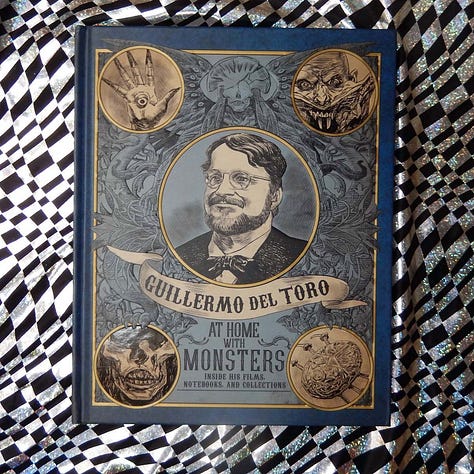 GUILLERMO DEL TORO
AT HOME
WITH
MONSTERS
INSIDE HIS FILMS,
NOTEBOOKS, AND COLLECTIONS